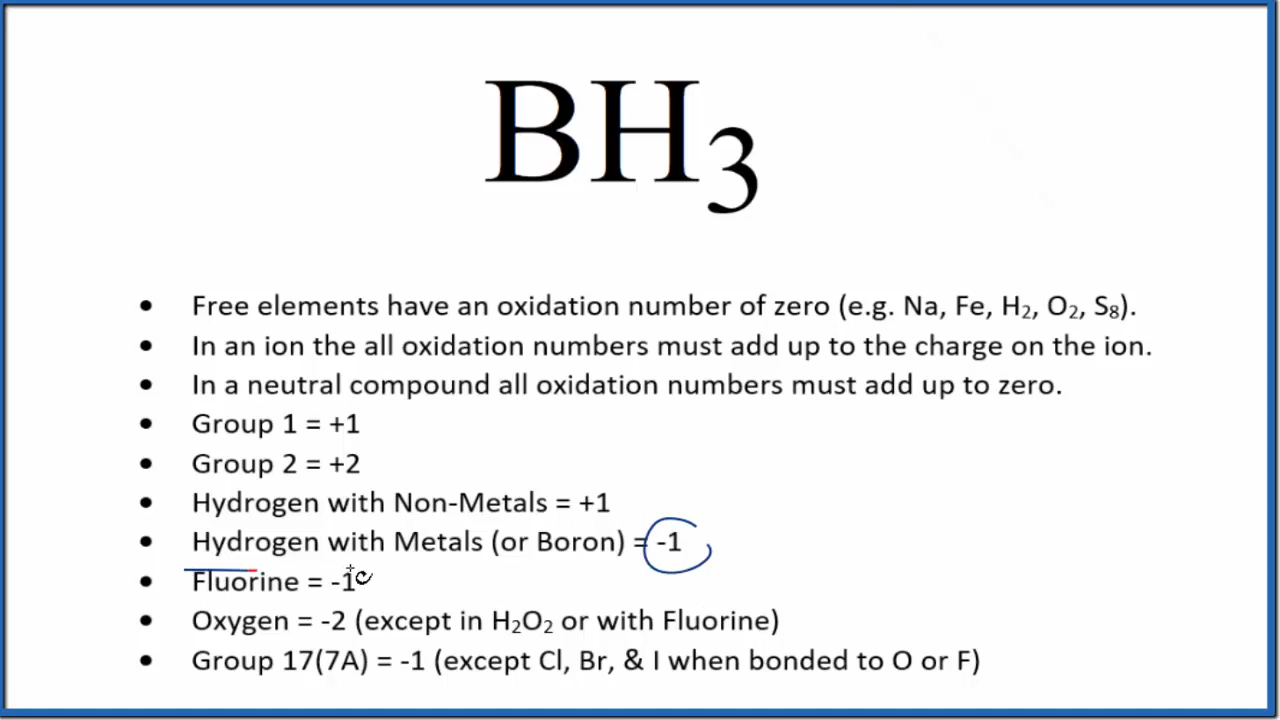 BH₃
• Free elements have an oxidation number of zero (e.g. Na, Fe, H₂, O₂, S₈).
• In an ion the all oxidation numbers must add up to the charge on the ion.
• In a neutral compound all oxidation numbers must add up to zero.
• Group 1 = +1
• Group 2 = +2
• Hydrogen with Non-Metals = +1
• Hydrogen with Metals (or Boron) = -1
• Fluorine = -1
• Oxygen = -2 (except in H₂O₂ or with Fluorine)
• Group 17(7A) = -1 (except Cl, Br, & I when bonded to O or F)